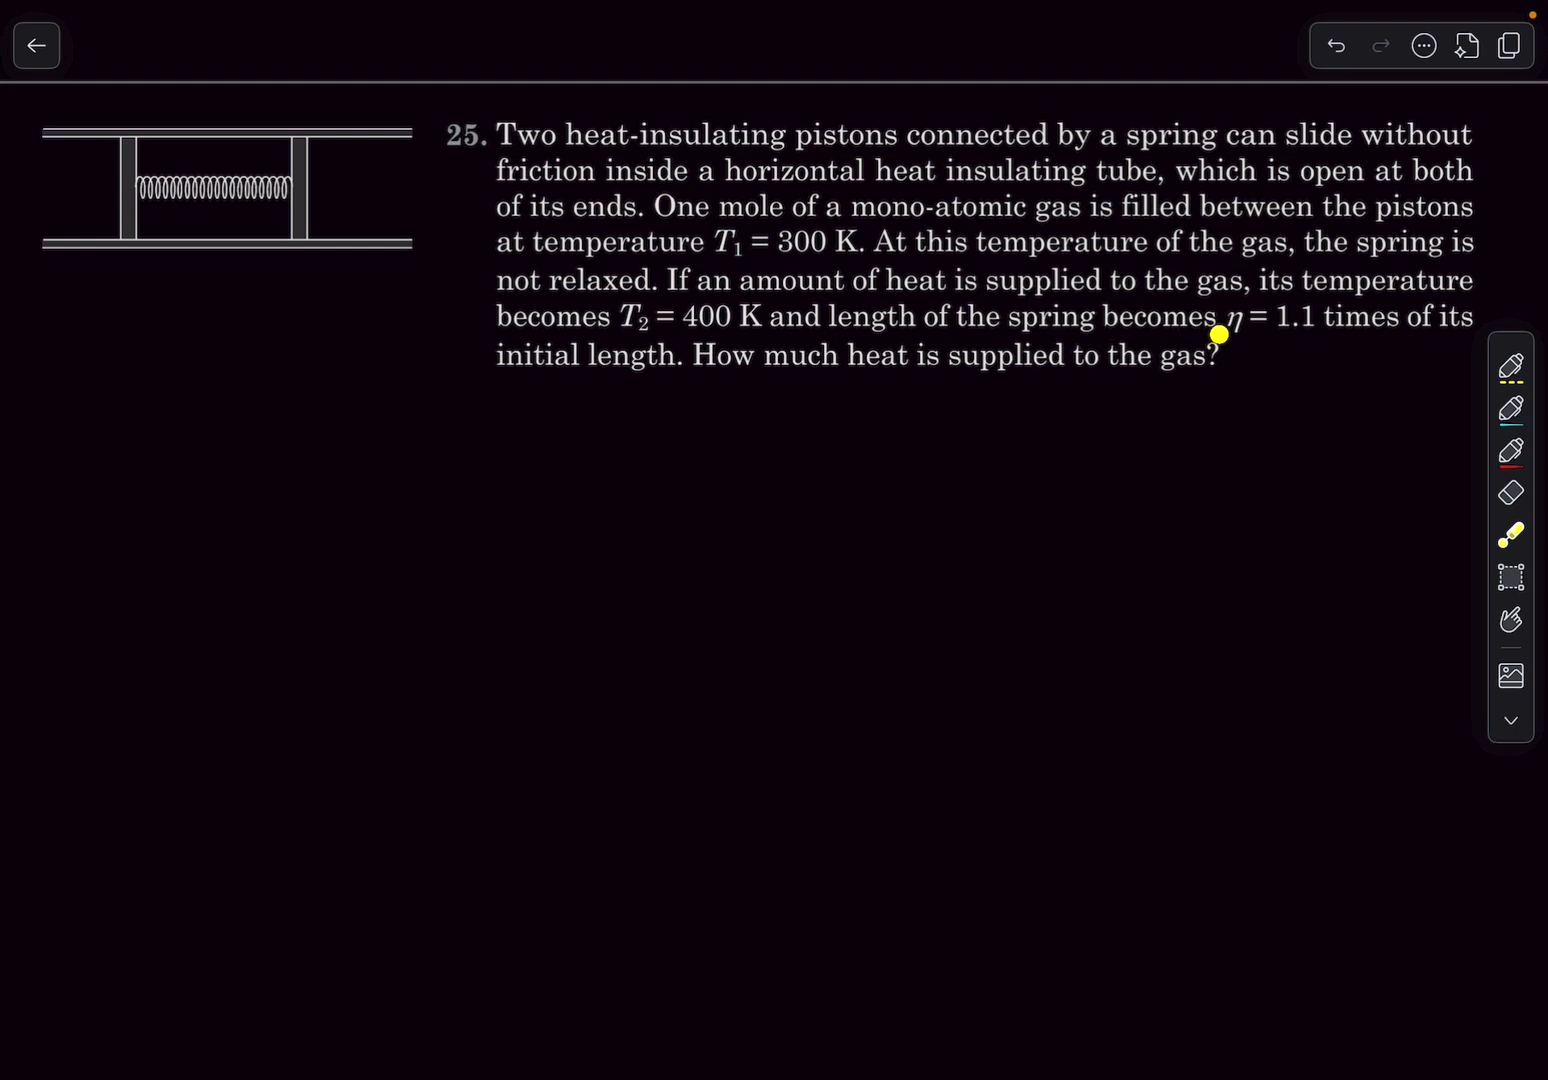 25. Two heat-insulating pistons connected by a spring can slide without
friction inside a horizontal heat insulating tube, which is open at both
of its ends. One mole of a mono-atomic gas is filled between the pistons
at temperature T₁ = 300 K. At this temperature of the gas, the spring is
not relaxed. If an amount of heat is supplied to the gas, its temperature
becomes T₂ = 400 K and length of the spring becomes η = 1.1 times of its
initial length. How much heat is supplied to the gas?